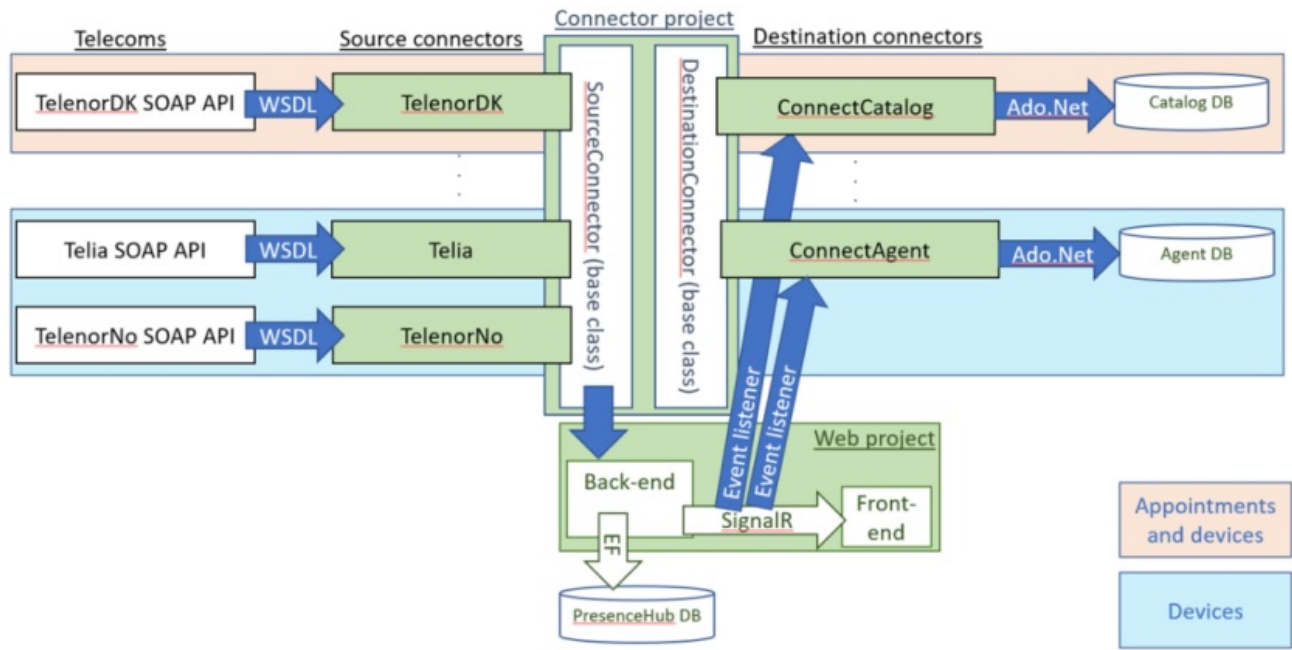 Connector project
Telecoms
Source connectors
Destination connectors
TelenorDK SOAP API
WSDL
TelenorDK
SourceConnector (base class)
DestinationConnector (base class)
ConnectCatalog
Ado.Net
Catalog DB
Telia SOAP API
WSDL
Telia
ConnectAgent
Ado.Net
Agent DB
TelenorNo SOAP API
WSDL
TelenorNo
Event listener
Event listener
Web project
Back-end
SignalR
Front-
end
EF
PresenceHub DB
Appointments
and devices
Devices